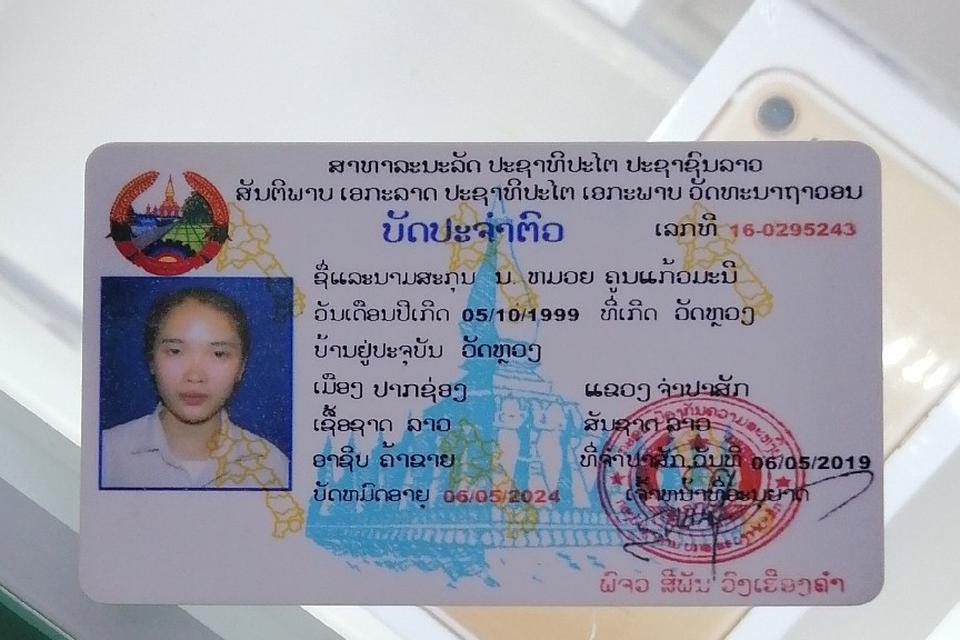 ສາທາລະນະລັດ ປະຊາທິປະໄຕ ປະຊາຊົນລາວ
ສັນຕິພາບ ເອກະລາດ ປະຊາທິປະໄຕ ເອກະພາບ ວັດທະນາຖາວອນ
ບັດປະຈຳຕົວ ເລກທີ 16-0295243
ຊື່ແລະນາມສະກຸນ ນ. ຫມວຍ ຄູນແກ້ວມະນີ
ວັນເດືອນປີເກີດ 05/10/1999 ທີ່ເກີດ ວັດຫຼວງ
ບ້ານຢູ່ປະຈຸບັນ ວັດຫຼວງ
ເມືອງ ປາກຊ່ອງ ແຂວງ ຈຳປາສັກ
ເຊື້ອຊາດ ລາວ ສັນຊາດ ລາວ
ອາຊີບ ຄ້າຂາຍ ທີ່ຈຳປາສັກ ວັນທີ 06/05/2019
ບັດຫມົດອາຍຸ 06/05/2024 ເຈົ້າຫນ້າທີ່ອະນຸຍາດ
ພົຈວ ສີພັນ ວົງເຮືອງຄຳ